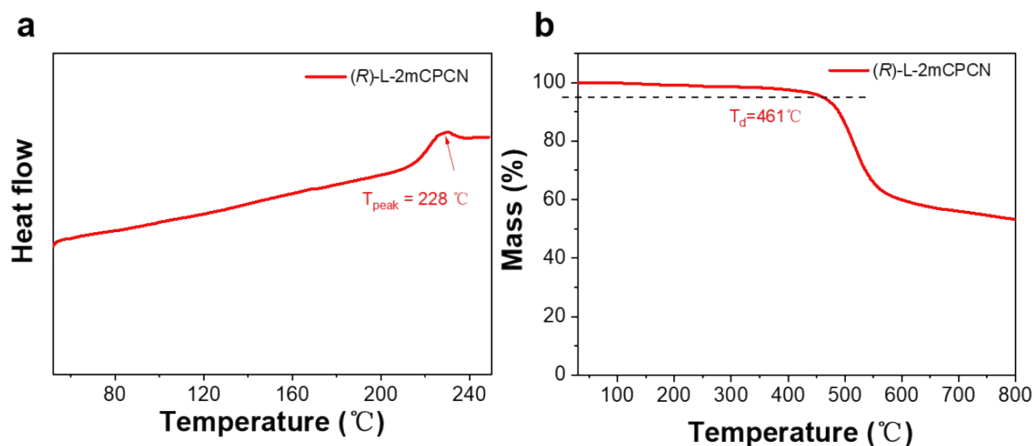 a
(R)-L-2mCPCN
Heat flow
T_peak = 228 ℃
80 120 160 200 240
Temperature (℃)
b
(R)-L-2mCPCN
Mass (%)
100
80
60
40
20
0
T_d=461℃
100 200 300 400 500 600 700 800
Temperature (℃)